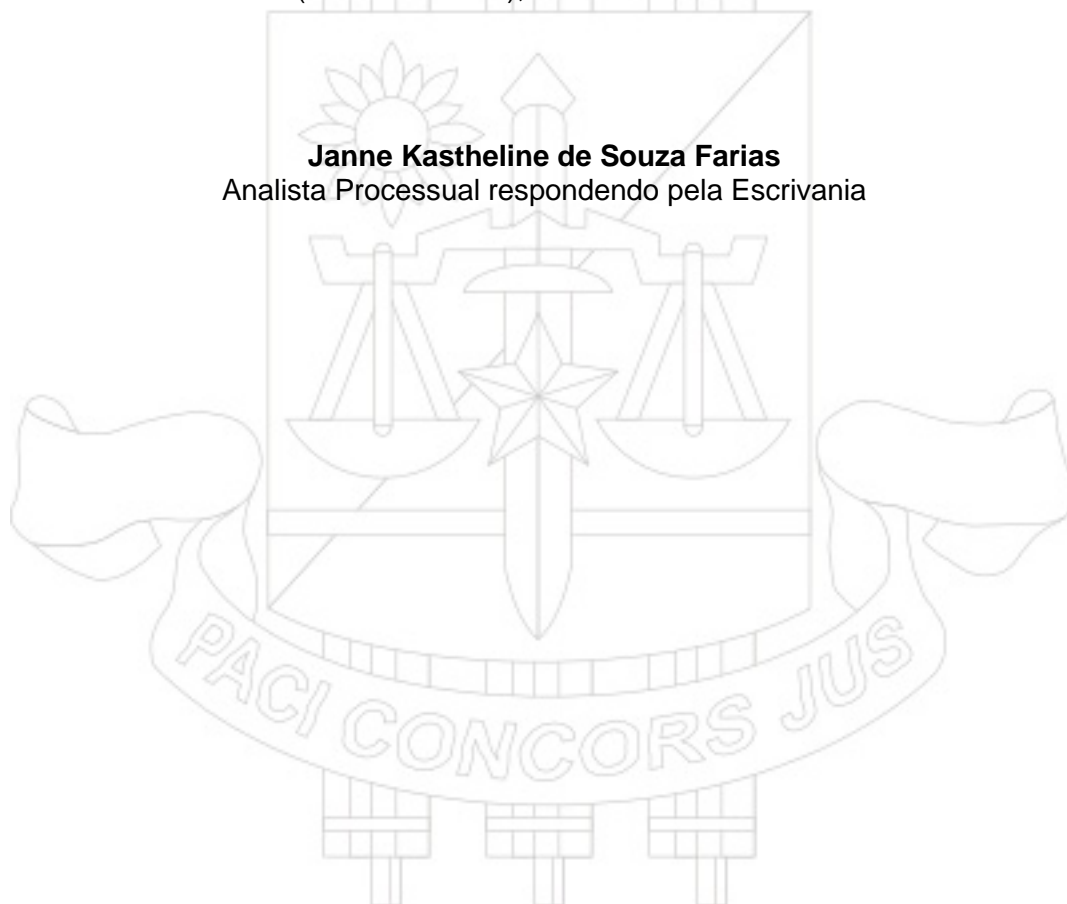 Janne Kastheline de Souza Farias
Analista Processual respondendo pela Escrivania
PACI CONCORS JUS